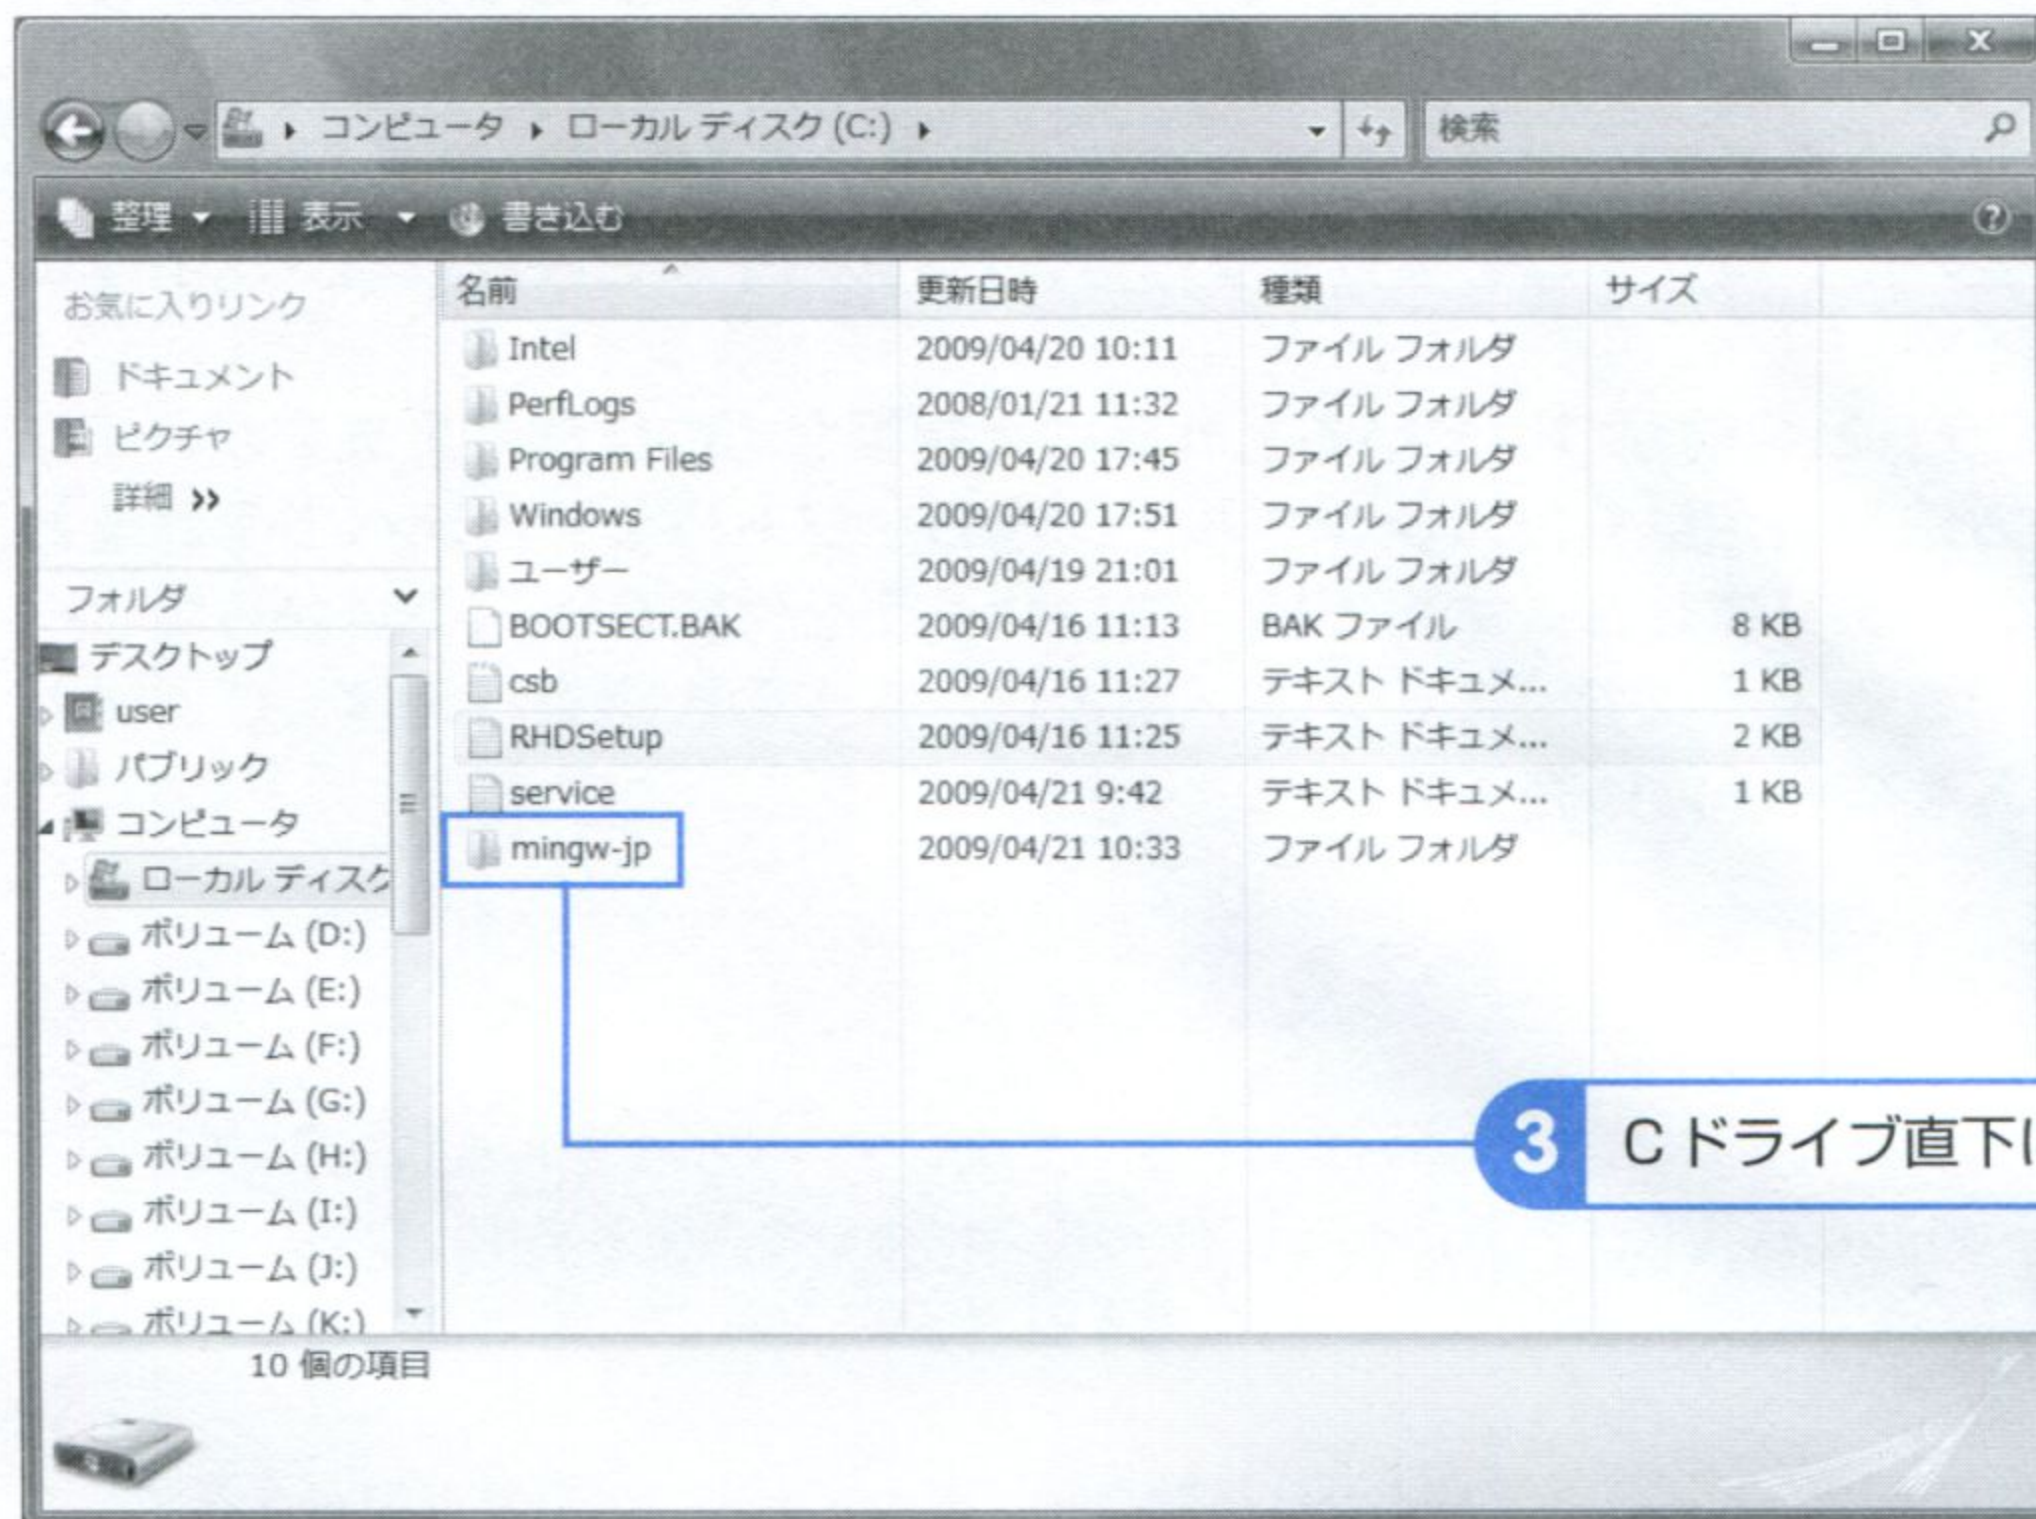 コンピュータ ローカル ディスク (C:) 検索
整理 表示 書き込む
お気に入りリンク
ドキュメント
ピクチャ
詳細 »
フォルダ
デスクトップ
user
パブリック
コンピュータ
ローカル ディスク
ボリューム (D:)
ボリューム (E:)
ボリューム (F:)
ボリューム (G:)
ボリューム (H:)
ボリューム (I:)
ボリューム (J:)
ボリューム (K:)
名前 更新日時 種類 サイズ
Intel 2009/04/20 10:11 ファイル フォルダ
PerfLogs 2008/01/21 11:32 ファイル フォルダ
Program Files 2009/04/20 17:45 ファイル フォルダ
Windows 2009/04/20 17:51 ファイル フォルダ
ユーザー 2009/04/19 21:01 ファイル フォルダ
BOOTSECT.BAK 2009/04/16 11:13 BAK ファイル 8 KB
csb 2009/04/16 11:27 テキスト ドキュメ... 1 KB
RHDSetup 2009/04/16 11:25 テキスト ドキュメ... 2 KB
service 2009/04/21 9:42 テキスト ドキュメ... 1 KB
mingw-jp 2009/04/21 10:33 ファイル フォルダ
3 C ドライブ直下
10 個の項目